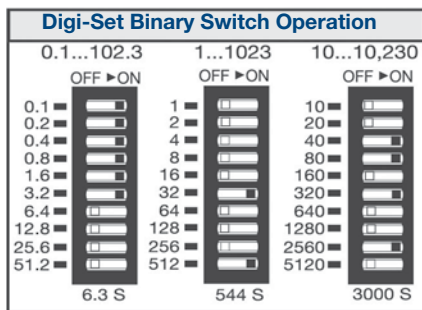 Digi-Set Binary Switch Operation
0.1...102.3 1...1023 10...10,230
OFF ►ON OFF ►ON OFF ►ON
0.1 1 10
0.2 2 20
0.4 4 40
0.8 8 80
1.6 16 160
3.2 32 320
6.4 64 640
12.8 128 1280
25.6 256 2560
51.2 512 5120
6.3 S 544 S 3000 S